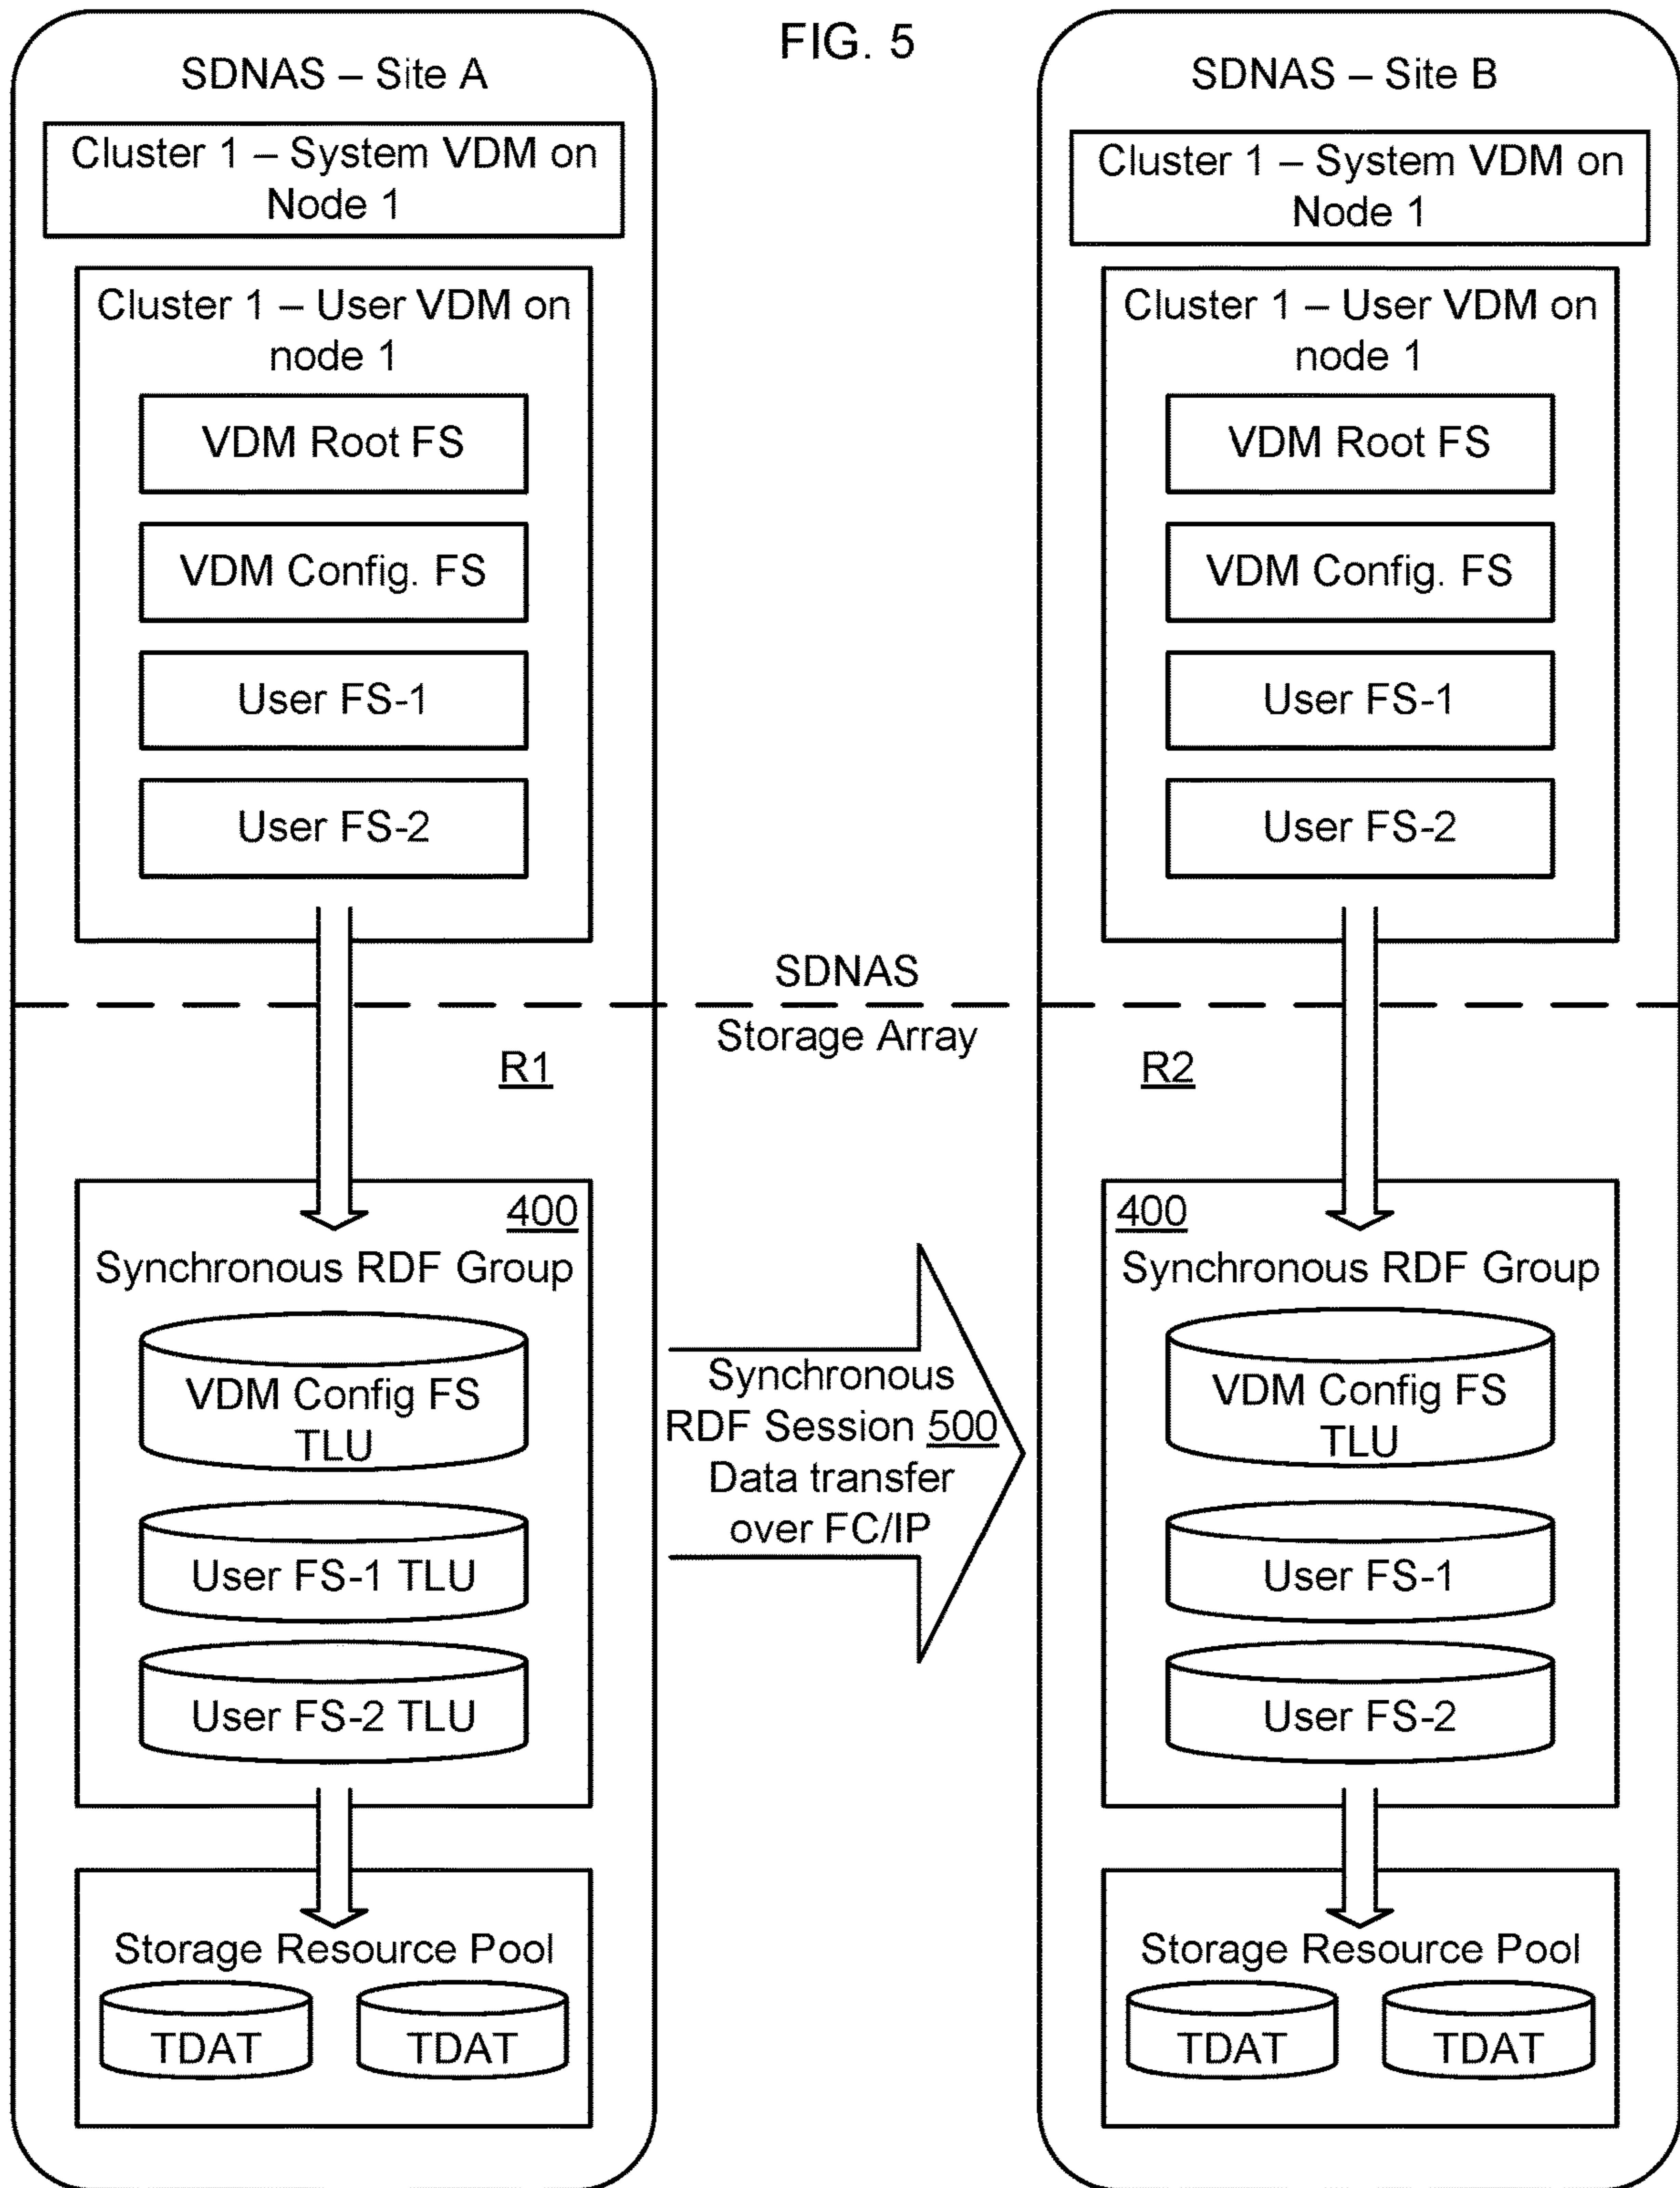 FIG. 5
SDNAS – Site A
Cluster 1 – System VDM on
Node 1
Cluster 1 – User VDM on
node 1
VDM Root FS
VDM Config. FS
User FS-1
User FS-2
SDNAS – Site B
Cluster 1 – System VDM on
Node 1
Cluster 1 – User VDM on
node 1
VDM Root FS
VDM Config. FS
User FS-1
User FS-2
SDNAS
Storage Array
R1
R2
400
Synchronous RDF Group
VDM Config FS
TLU
User FS-1 TLU
User FS-2 TLU
Synchronous
RDF Session 500
Data transfer
over FC/IP
400
Synchronous RDF Group
VDM Config FS
TLU
User FS-1
User FS-2
Storage Resource Pool
TDAT
TDAT
Storage Resource Pool
TDAT
TDAT